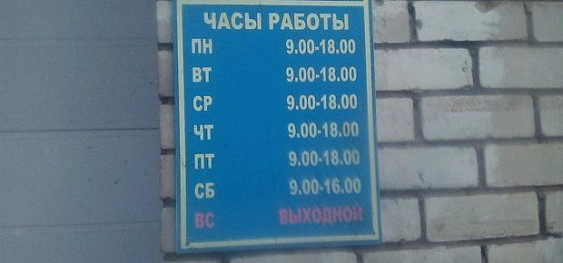 ЧАСЫ РАБОТЫ
ПН 9.00-18.00
ВТ 9.00-18.00
СР 9.00-18.00
ЧТ 9.00-18.00
ПТ 9.00-18.00
СБ 9.00-16.00
ВС ВЫХОДНОЙ